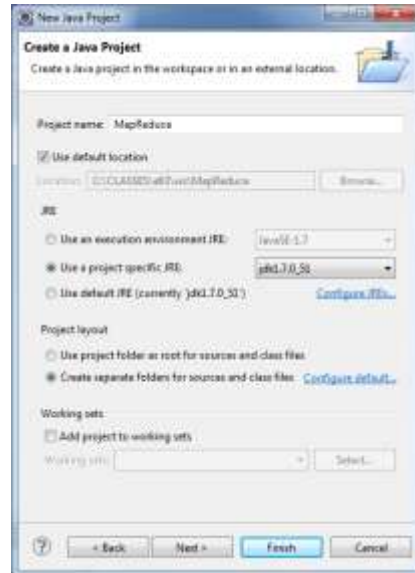 New Java Project
Create a Java Project
Create a Java project in the workspace or in an external location.
Project name: MapReduce
Use default location
Location:
Browse...
JRE
Use an execution environment JRE: JavaSE-1.7
Use a project specific JRE: jdk1.7.0_51
Use default JRE (currently 'jdk1.7.0_51') Configure JREs...
Project layout
Use project folder as root for sources and class files
Create separate folders for sources and class files Configure default...
Working sets
Add project to working sets
Working sets: Select...
? < Back Next > Finish Cancel